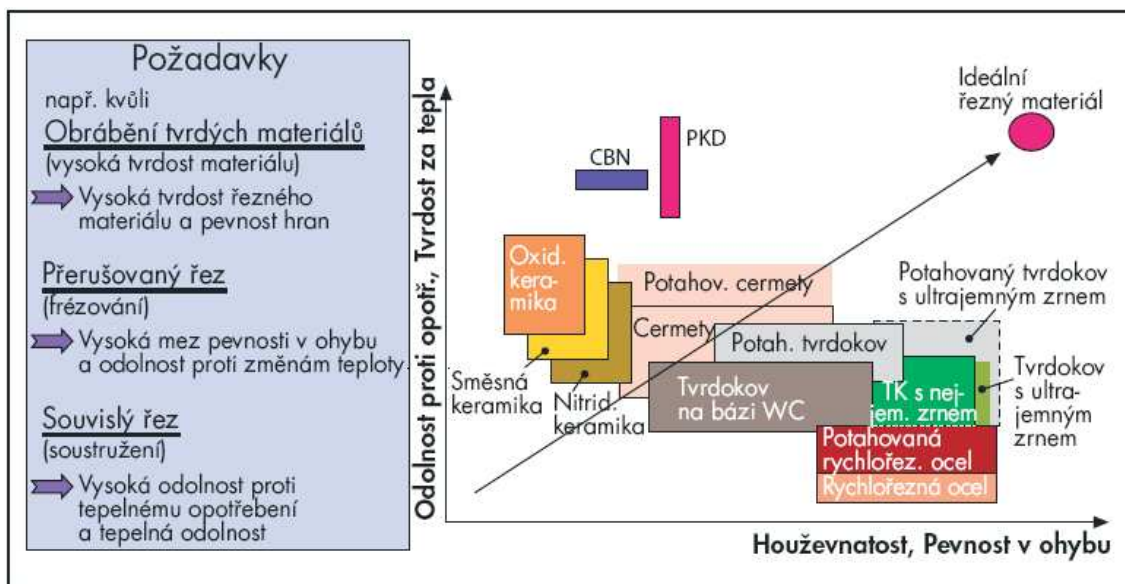 Požadavky
např. kvůli
Obrábění tvrdých materiálů
(vysoká tvrdost materiálu)
Vysoká tvrdost řezného
materiálu a pevnost hran
Přerušovaný řez
(frézování)
Vysoká mez pevnosti v ohybu
a odolnost proti změnám teploty
Souvislý řez
(soustružení)
Vysoká odolnost proti
tepelnému opotřebení
a tepelná odolnost
Odolnost proti opotř., Tvrdost za tepla
Ideální
řezný materiál
PKD
CBN
Oxid.
kera-
mika
Potahov. cermety
Potahovaný tvrdokov
s ultrajemným zrnem
Cermety
Potah. tvrdokov
Směsná
keramika
Nitrid.
keramika
Tvrdokov
na bázi WC
TK s nej-
jem. zrnem
Tvrdokov
s ultra-
jemným
zrnem
Potahovaná
rychlořez. ocel
Rychlořezná ocel
Houževnatost, Pevnost v ohybu